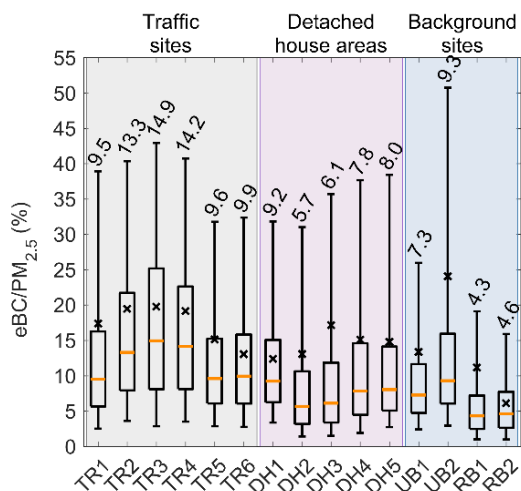 Traffic
sites
Detached
house areas
Background
sites
eBC/PM2.5 (%)
55
50
45
40
35
30
25
20
15
10
5
0
9.5
13.3
14.9
14.2
9.6
9.9
9.2
5.7
6.1
7.8
8.0
7.3
9.3
4.3
4.6
TR1
TR2
TR3
TR4
TR5
TR6
DH1
DH2
DH3
DH4
DH5
UB1
UB2
RB1
RB2